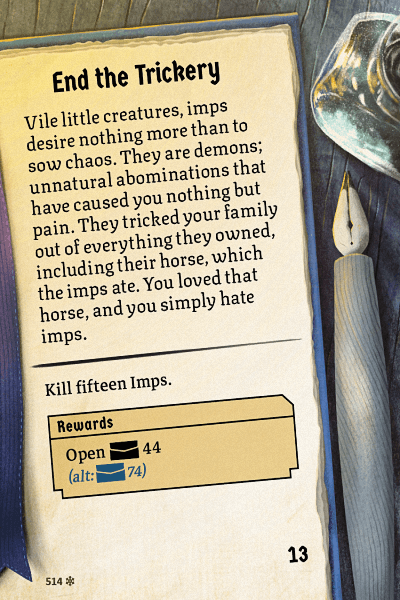 End the Trickery
Vile little creatures, imps
desire nothing more than to
sow chaos. They are demons;
unnatural abominations that
have caused you nothing but
pain. They tricked your family
out of everything they owned,
including their horse, which
the imps ate. You loved that
horse, and you simply hate
imps.
Kill fifteen Imps.
Rewards
Open 44
(alt: 74)
13
514